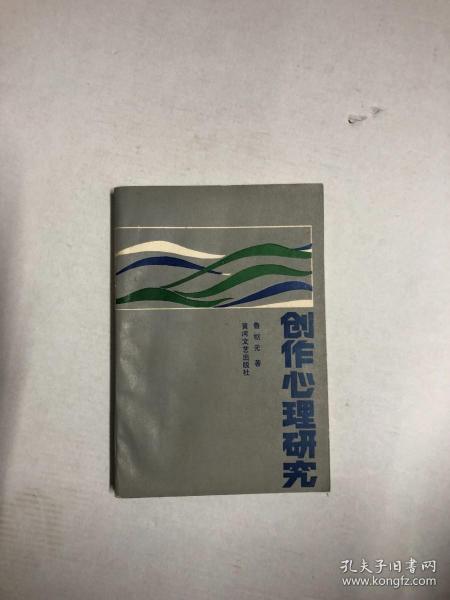 创作心理研究
鲁枢元 著
黄河文艺出版社
孔夫子旧书网
www.kongfz.com